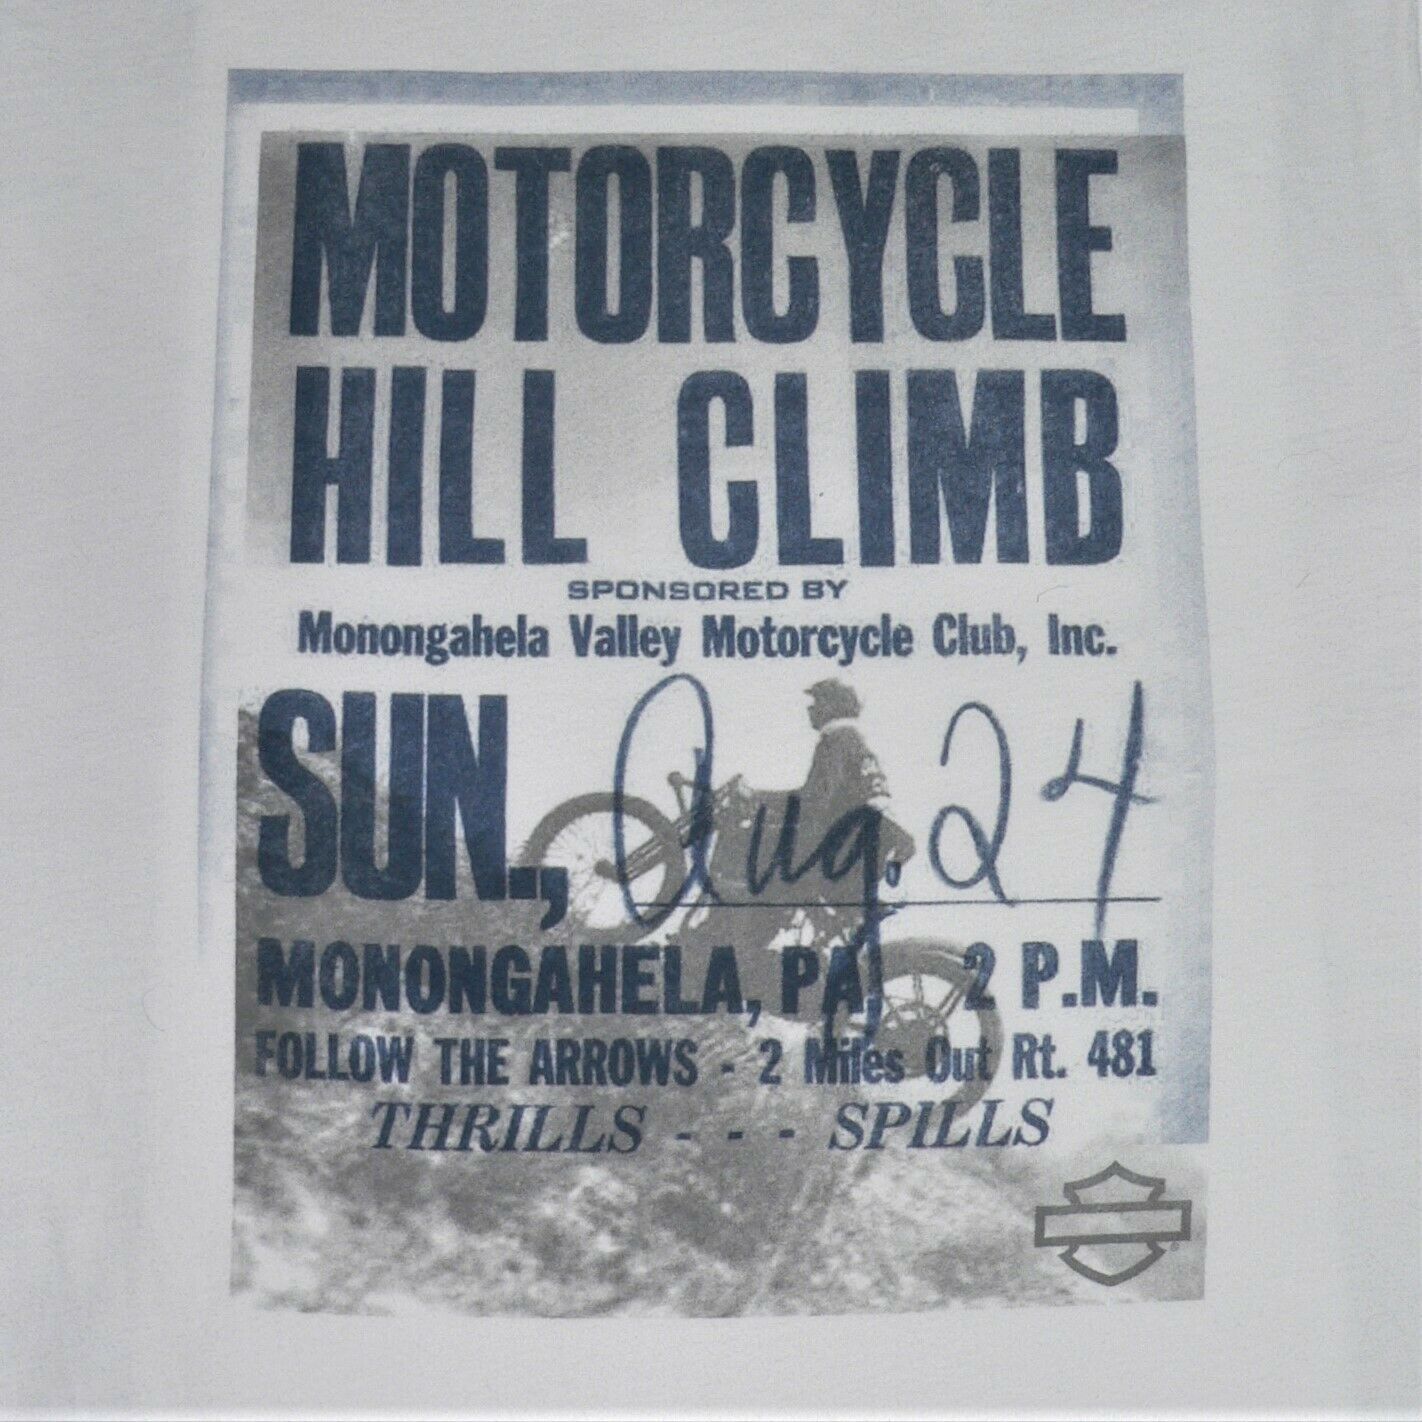 MOTORCYCLE
HILL CLIMB
SPONSORED BY
Monongahela Valley Motorcycle Club, Inc.
SUN., Aug. 24
MONONGAHELA, PA, 2 P.M.
FOLLOW THE ARROWS - 2 Miles Out Rt. 481
THRILLS - - - SPILLS